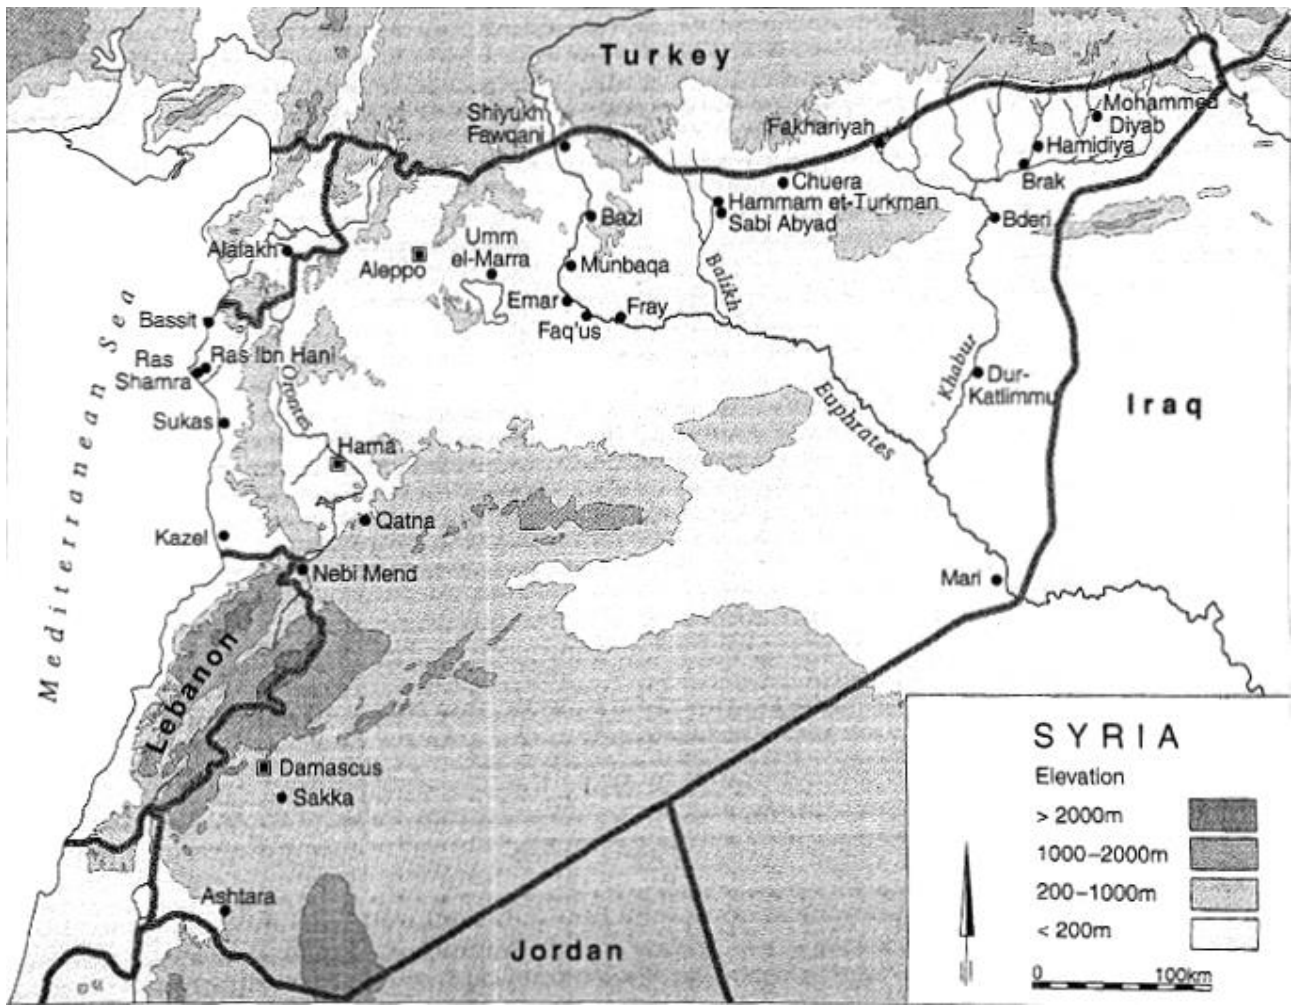 Turkey
Shiyukh
Fawqani
Fakhariyah
Mohammed
Diyab
Hamidiya
Brak
Chuera
Hammam et-Turkman
Sabi Abyad
Bderi
Bazi
Alalakh
Aleppo
Umm
el-Marra
Munbaqa
Balikh
Emar
Fray
Faq'us
Bassit
Ras Ibn Hani
Ras
Shamra
Orontes
Khabur
Dur-
Katlimmu
Euphrates
Iraq
Sukas
Hama
Mediterranean Sea
Qatna
Kazel
Nebi Mend
Mari
Lebanon
Damascus
Sakka
Ashtara
Jordan
SYRIA
Elevation
> 2000m
1000–2000m
200–1000m
< 200m
0 100km